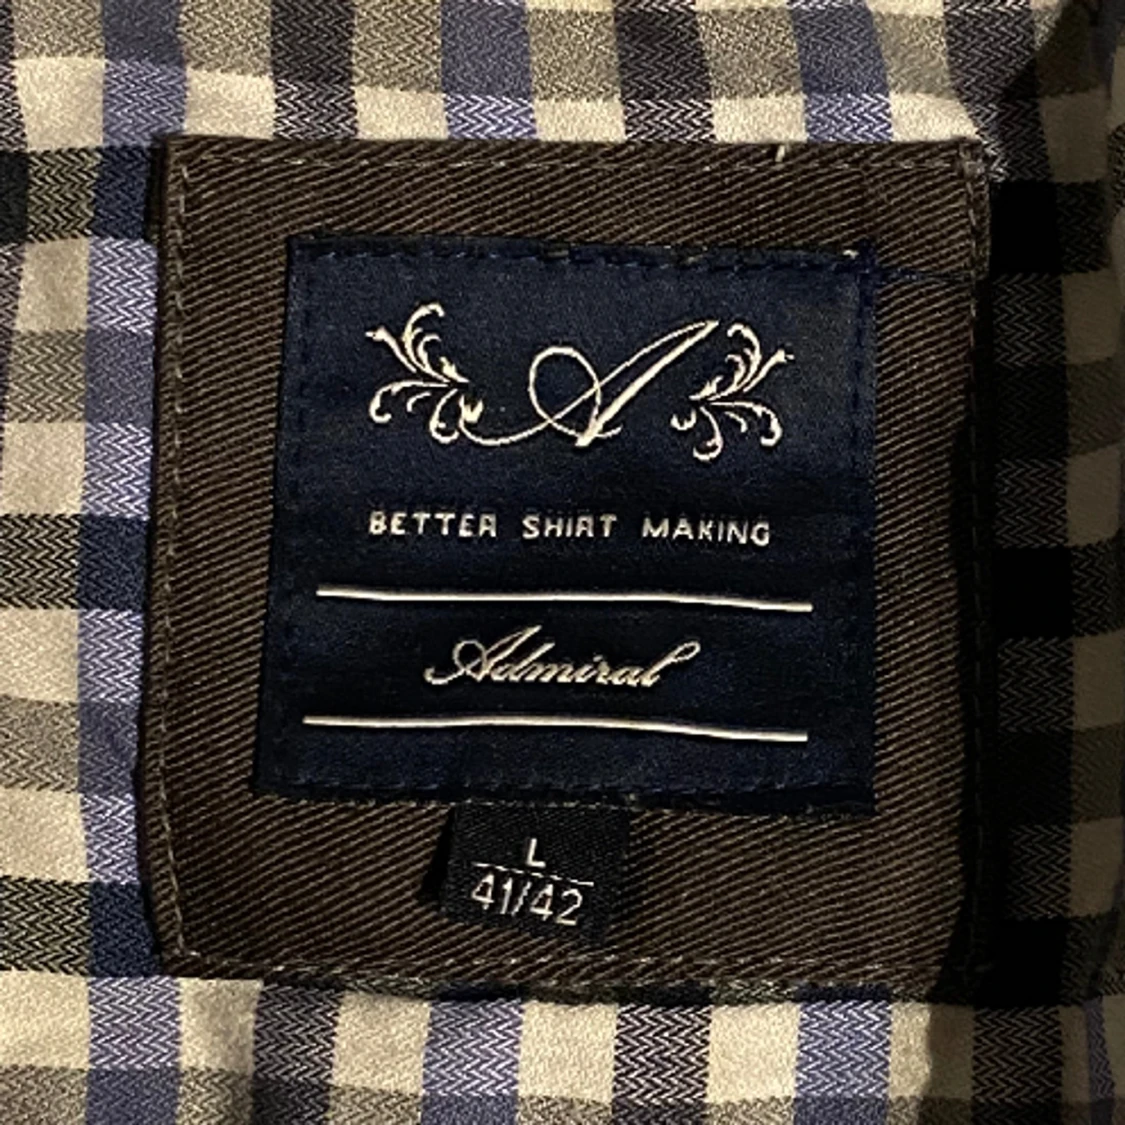 A
BETTER SHIRT MAKING
Admiral
L
41/42